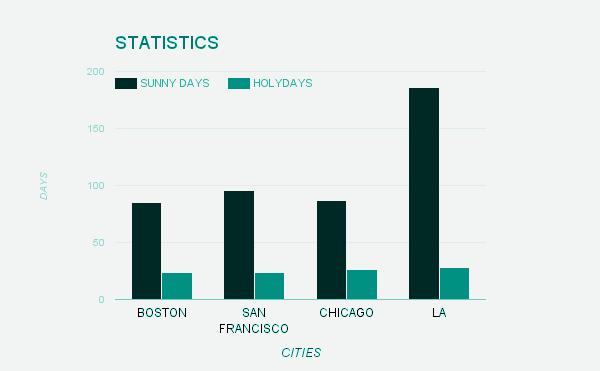 STATISTICS
200
SUNNY DAYS HOLYDAYS
150
DAYS
100
50
0
BOSTON SAN FRANCISCO CHICAGO LA
CITIES